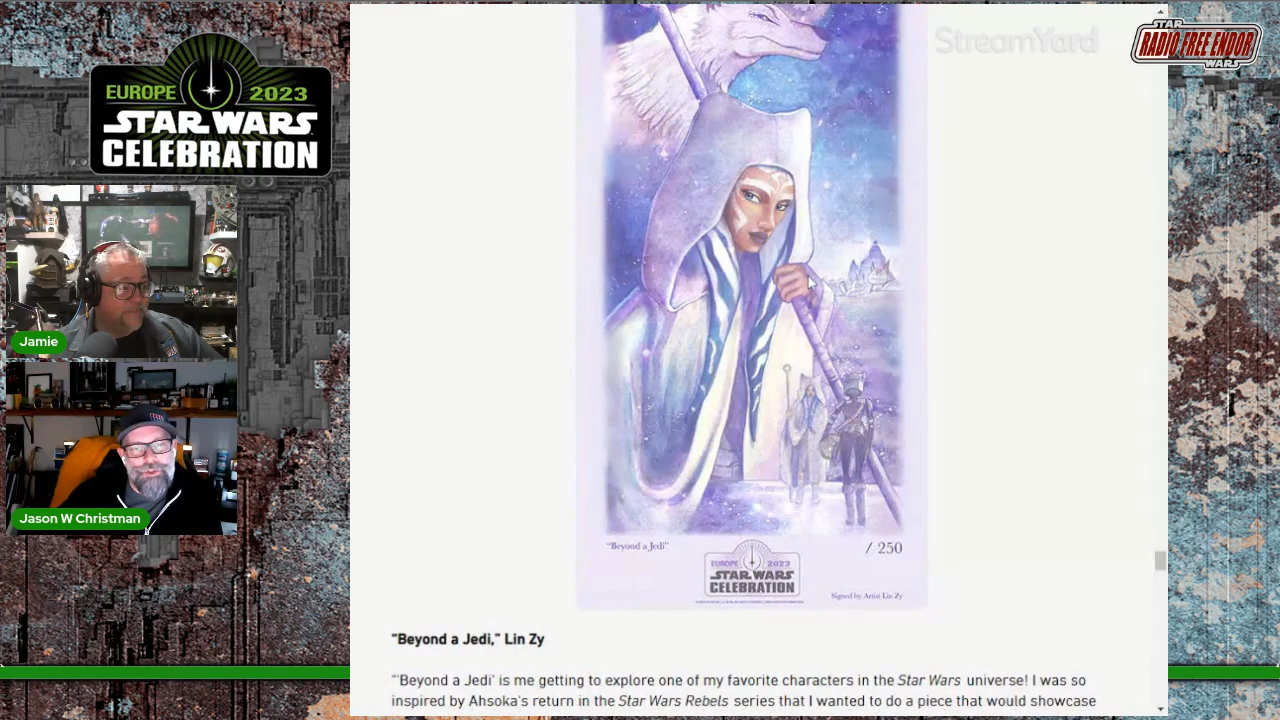 StreamYard
STAR
RADIO FREE ENDOR
WARS
EUROPE 2023
STAR WARS
CELEBRATION
Jamie
Jason W Christman
"Beyond a Jedi"
/ 250
EUROPE 2023
STAR WARS
CELEBRATION
Signed by Artist Lin Zy
"Beyond a Jedi," Lin Zy
"'Beyond a Jedi' is me getting to explore one of my favorite characters in the Star Wars universe! I was so
inspired by Ahsoka's return in the Star Wars Rebels series that I wanted to do a piece that would showcase